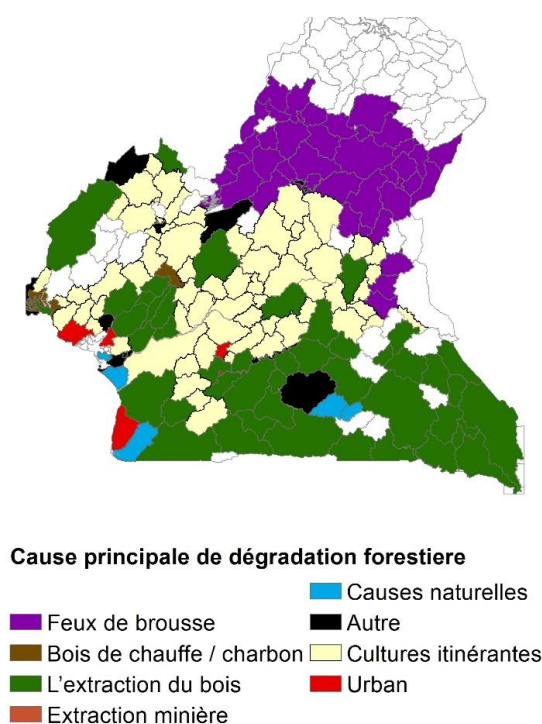 Cause principale de dégradation forestiere
Causes naturelles
Feux de brousse
Autre
Bois de chauffe / charbon
Cultures itinérantes
L'extraction du bois
Urban
Extraction minière